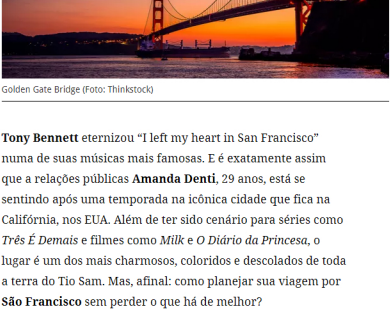 Golden Gate Bridge (Foto: Thinkstock)
Tony Bennett eternizou “I left my heart in San Francisco”
numa de suas músicas mais famosas. E é exatamente assim
que a relações públicas Amanda Denti, 29 anos, está se
sentindo após uma temporada na icônica cidade que fica na
Califórnia, nos EUA. Além de ter sido cenário para séries como
Três É Demais e filmes como Milk e O Diário da Princesa, o
lugar é um dos mais charmosos, coloridos e descolados de toda
a terra do Tio Sam. Mas, afinal: como planejar sua viagem por
São Francisco sem perder o que há de melhor?